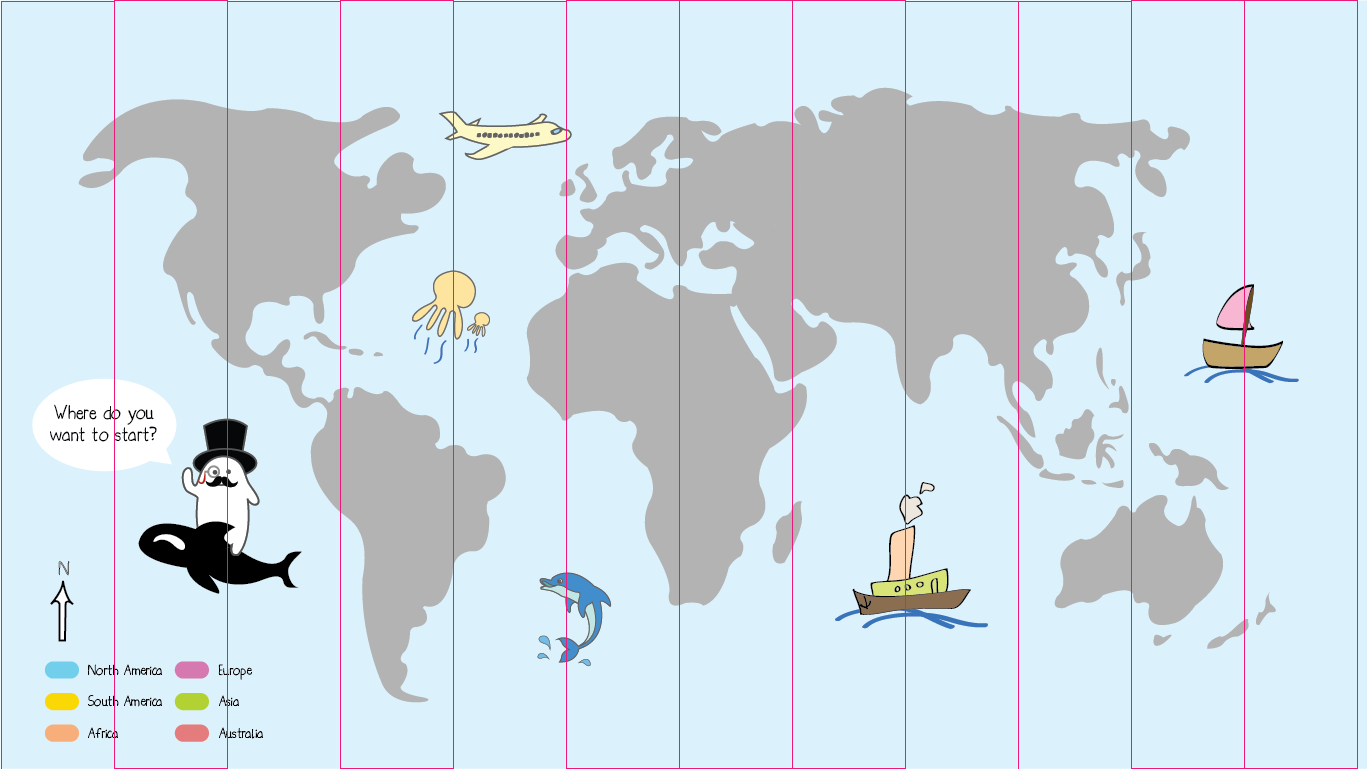 Where do you
want to start?
N
North America
Europe
South America
Asia
Africa
Australia